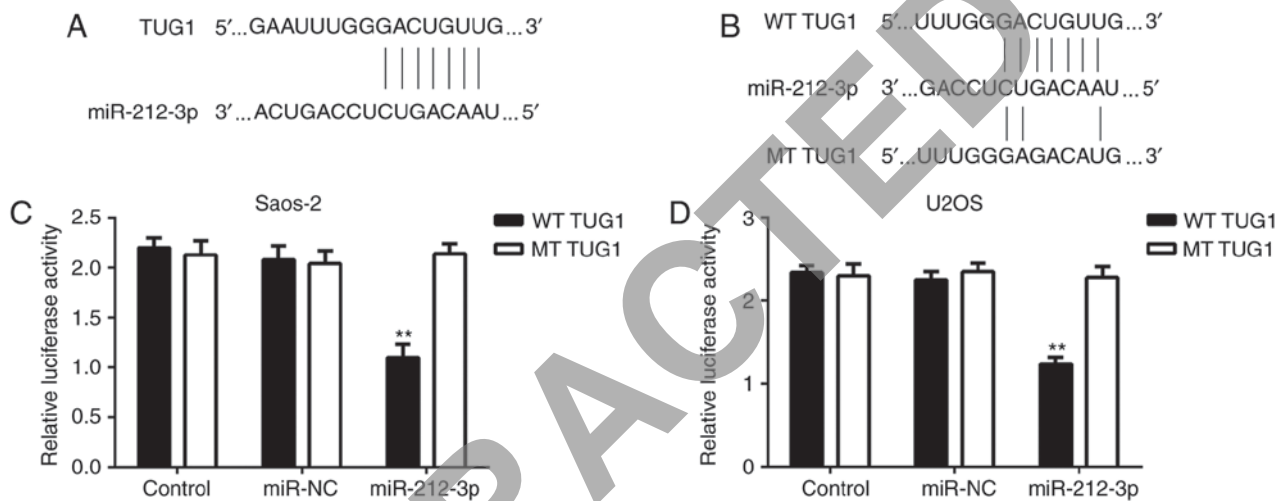 A
TUG1 5′...GAAUUUGGGACUGUUG...3′
miR-212-3p 3′...ACUGACCUCUGACAAU...5′
B
WT TUG1 5′...UUUGGGACUGUUG...3′
miR-212-3p 3′...GACCUCUGACAAU...5′
MT TUG1 5′...UUUGGGAGACAUG...3′
C
Saos-2
Relative luciferase activity
2.5
2.0
1.5
1.0
0.5
0.0
**
Control miR-NC miR-212-3p
WT TUG1
MT TUG1
D
U2OS
Relative luciferase activity
3
2
1
0
**
Control miR-NC miR-212-3p
WT TUG1
MT TUG1
RACTED